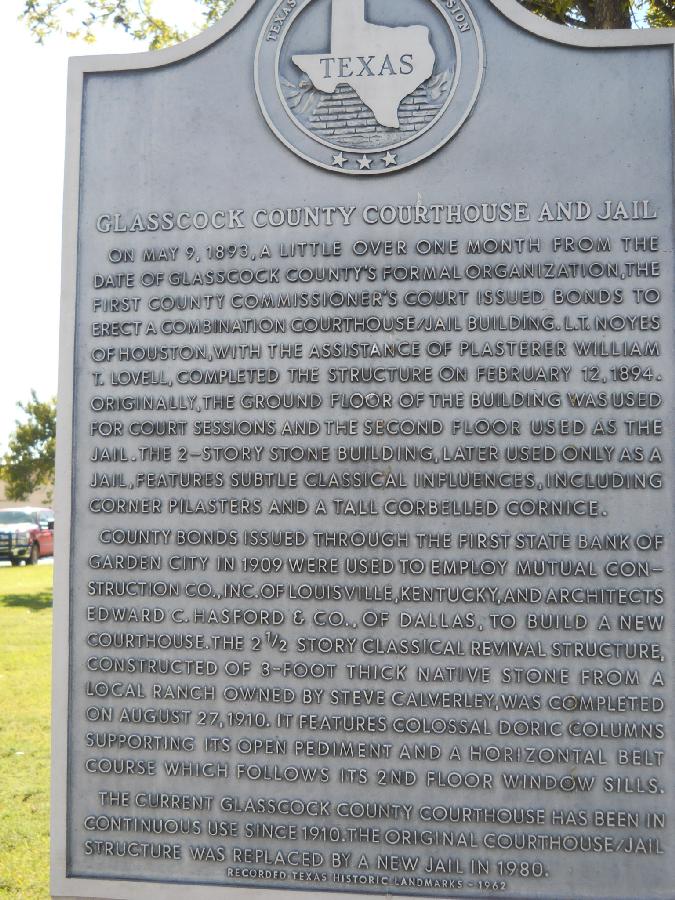 TEXAS
SION
TEXAS
GLASSCOCK COUNTY COURTHOUSE AND JAIL
ON MAY 9, 1893, A LITTLE OVER ONE MONTH FROM THE
DATE OF GLASSCOCK COUNTY'S FORMAL ORGANIZATION, THE
FIRST COUNTY COMMISSIONER'S COURT ISSUED BONDS TO
ERECT A COMBINATION COURTHOUSE/JAIL BUILDING. L.T. NOYES
OF HOUSTON, WITH THE ASSISTANCE OF PLASTERER WILLIAM
T. LOVELL, COMPLETED THE STRUCTURE ON FEBRUARY 12, 1894.
ORIGINALLY, THE GROUND FLOOR OF THE BUILDING WAS USED
FOR COURT SESSIONS AND THE SECOND FLOOR USED AS THE
JAIL. THE 2-STORY STONE BUILDING, LATER USED ONLY AS A
JAIL, FEATURES SUBTLE CLASSICAL INFLUENCES, INCLUDING
CORNER PILASTERS AND A TALL CORBELLED CORNICE.
COUNTY BONDS ISSUED THROUGH THE FIRST STATE BANK OF
GARDEN CITY IN 1909 WERE USED TO EMPLOY MUTUAL CON-
STRUCTION CO., INC. OF LOUISVILLE, KENTUCKY, AND ARCHITECTS
EDWARD C. HASFORD & CO., OF DALLAS, TO BUILD A NEW
COURTHOUSE. THE 2 1/2 STORY CLASSICAL REVIVAL STRUCTURE,
CONSTRUCTED OF 3-FOOT THICK NATIVE STONE FROM A
LOCAL RANCH OWNED BY STEVE CALVERLEY, WAS COMPLETED
ON AUGUST 27, 1910. IT FEATURES COLOSSAL DORIC COLUMNS
SUPPORTING ITS OPEN PEDIMENT AND A HORIZONTAL BELT
COURSE WHICH FOLLOWS ITS 2ND FLOOR WINDOW SILLS.
THE CURRENT GLASSCOCK COUNTY COURTHOUSE HAS BEEN IN
CONTINUOUS USE SINCE 1910. THE ORIGINAL COURTHOUSE/JAIL
STRUCTURE WAS REPLACED BY A NEW JAIL IN 1980.
RECORDED TEXAS HISTORIC LANDMARKS - 1962